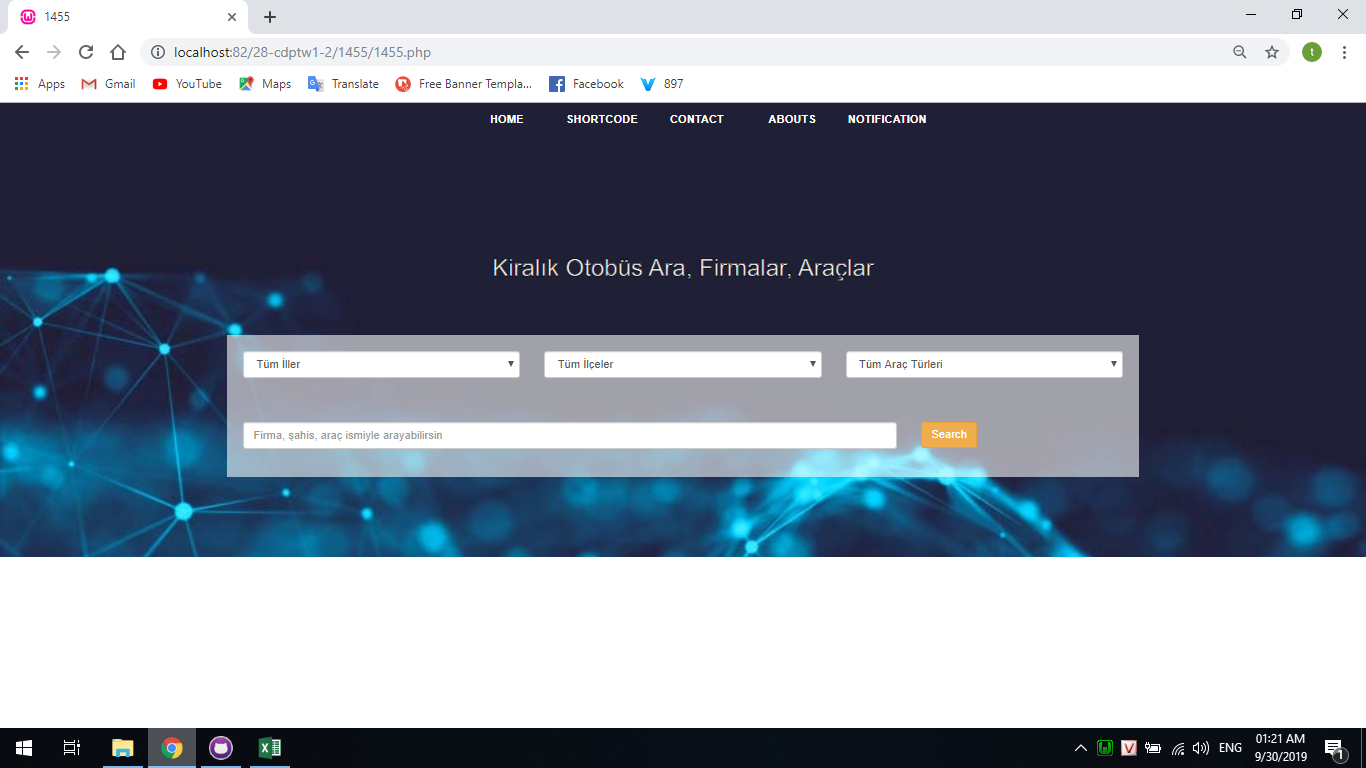 1455
localhost:82/28-cdptw1-2/1455/1455.php
t
Apps Gmail YouTube Maps Translate Free Banner Templa... Facebook 897
HOME SHORTCODE CONTACT ABOUTS NOTIFICATION
Kiralık Otobüs Ara, Firmalar, Araçlar
Tüm İller Tüm İlçeler Tüm Araç Türleri
Firma, şahis, araç ismiyle arayabilirsin Search
ENG 01:21 AM
9/30/2019 1